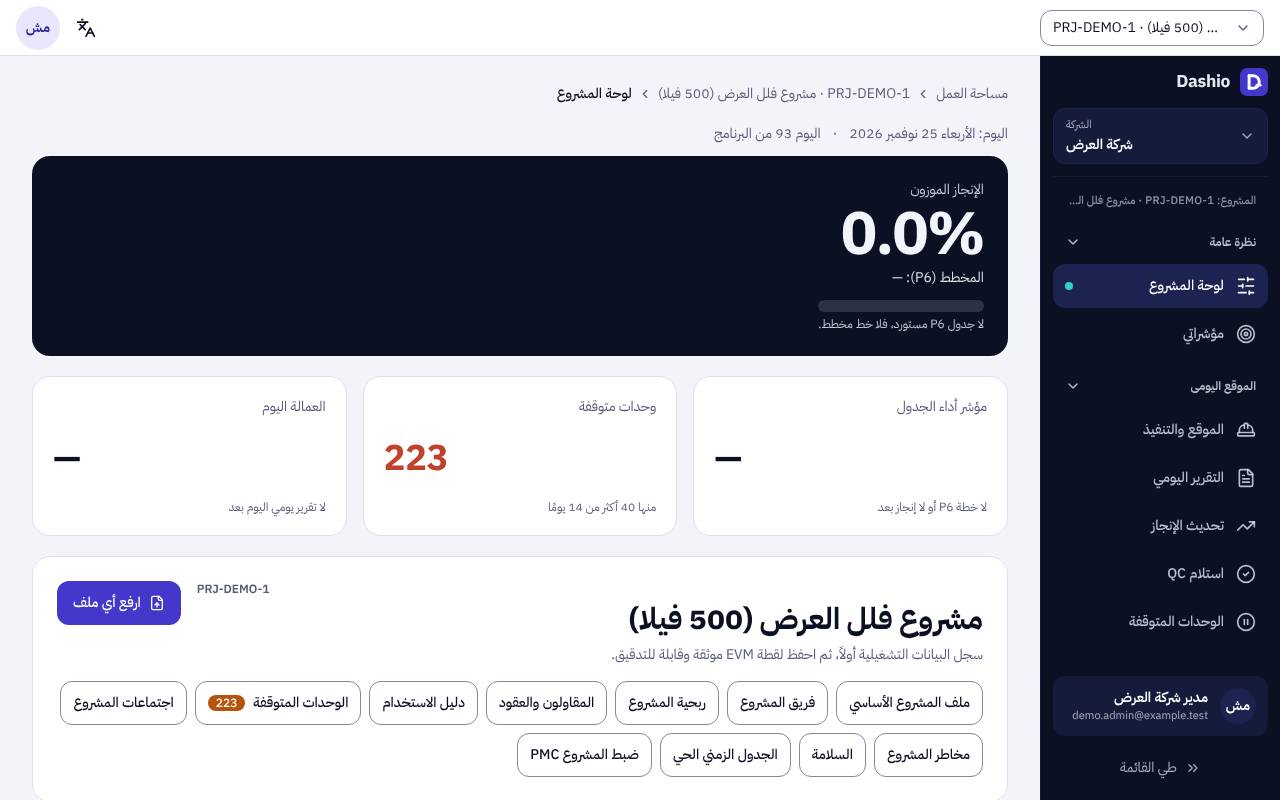 PRJ-DEMO-1 · (500 فيلا) ...
مش
Dashio
الشركة
شركة العرض
المشروع: PRJ-DEMO-1 · مشروع فلل الـ...
نظرة عامة
لوحة المشروع
مؤشراتي
الموقع اليومي
الموقع والتنفيذ
التقرير اليومي
تحديث الإنجاز
استلام QC
الوحدات المتوقفة
مش
مدير شركة العرض
demo.admin@example.test
طي القائمة
مساحة العمل › PRJ-DEMO-1 · مشروع فلل العرض (500 فيلا) › لوحة المشروع
اليوم: الأربعاء 25 نوفمبر 2026 · اليوم 93 من البرنامج
الإنجاز الموزون
0.0%
المخطط (P6): —
لا جدول P6 مستورد، فلا خط مخطط.
مؤشر أداء الجدول
—
لا خطة P6 أو لا إنجاز بعد
وحدات متوقفة
223
منها 40 أكثر من 14 يومًا
العمالة اليوم
—
لا تقرير يومي اليوم بعد
PRJ-DEMO-1
مشروع فلل العرض (500 فيلا)
سجل البيانات التشغيلية أولاً، ثم احفظ لقطة EVM موثقة وقابلة للتدقيق.
ارفع أي ملف
ملف المشروع الأساسي
فريق المشروع
ربحية المشروع
المقاولون والعقود
دليل الاستخدام
الوحدات المتوقفة 223
اجتماعات المشروع
مخاطر المشروع
السلامة
الجدول الزمني الحي
ضبط المشروع PMC